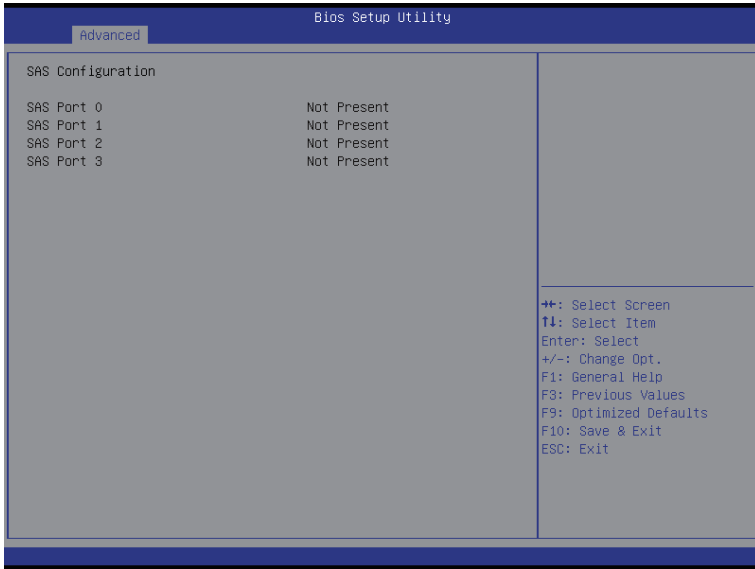 Bios Setup Utility
Advanced
SAS Configuration
SAS Port 0 Not Present
SAS Port 1 Not Present
SAS Port 2 Not Present
SAS Port 3 Not Present
→←: Select Screen
↑↓: Select Item
Enter: Select
+/-: Change Opt.
F1: General Help
F3: Previous Values
F9: Optimized Defaults
F10: Save & Exit
ESC: Exit